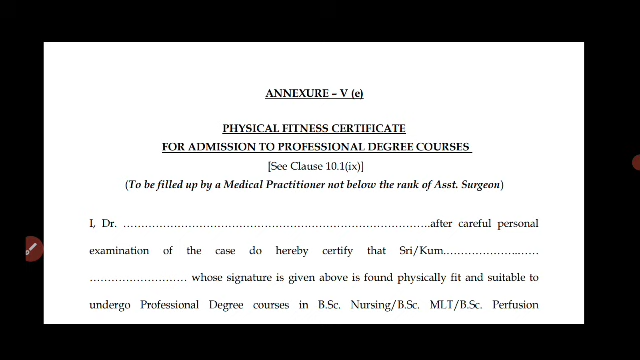 ANNEXURE – V (e)
PHYSICAL FITNESS CERTIFICATE
FOR ADMISSION TO PROFESSIONAL DEGREE COURSES
[See Clause 10.1(ix)]
(To be filled up by a Medical Practitioner not below the rank of Asst. Surgeon)
I, Dr. …………………………………………………………………………..after careful personal
examination of the case do hereby certify that Sri/Kum…………………..……
……………………… whose signature is given above is found physically fit and suitable to
undergo Professional Degree courses in B.Sc. Nursing/B.Sc. MLT/B.Sc. Perfusion